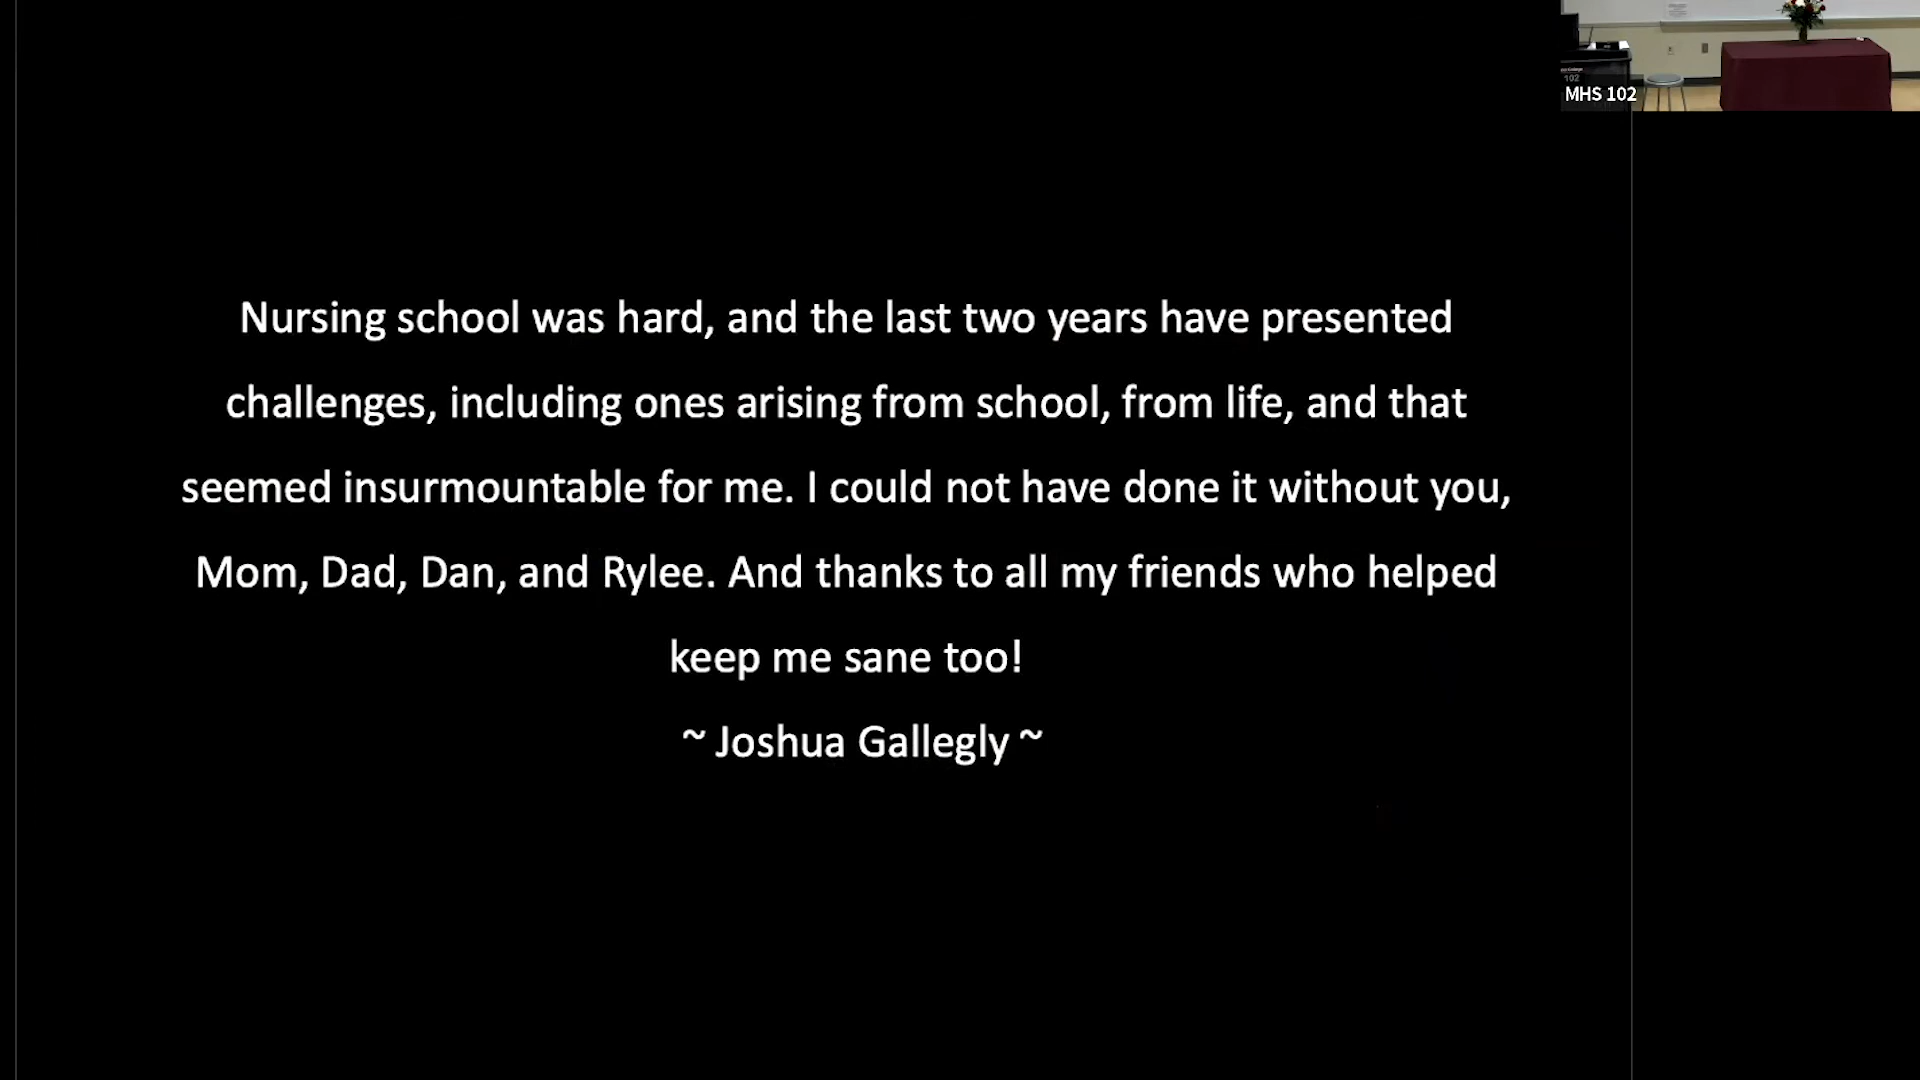 Nursing school was hard, and the last two years have presented
challenges, including ones arising from school, from life, and that
seemed insurmountable for me. I could not have done it without you,
Mom, Dad, Dan, and Rylee. And thanks to all my friends who helped
keep me sane too!
~ Joshua Gallegly ~
102
MHS 102